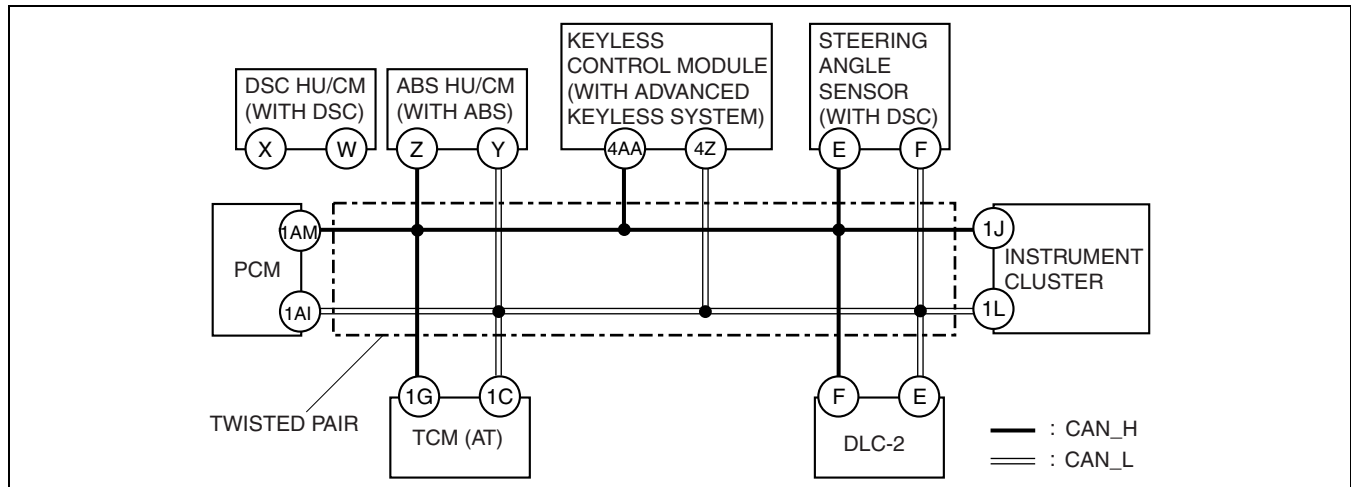 DSC HU/CM
(WITH DSC)
X
W
ABS HU/CM
(WITH ABS)
Z
Y
KEYLESS
CONTROL MODULE
(WITH ADVANCED
KEYLESS SYSTEM)
4AA
4Z
STEERING
ANGLE
SENSOR
(WITH DSC)
E
F
PCM
1AM
1AI
1J
1L
INSTRUMENT
CLUSTER
TWISTED PAIR
1G
1C
TCM (AT)
F
E
DLC-2
: CAN_H
: CAN_L